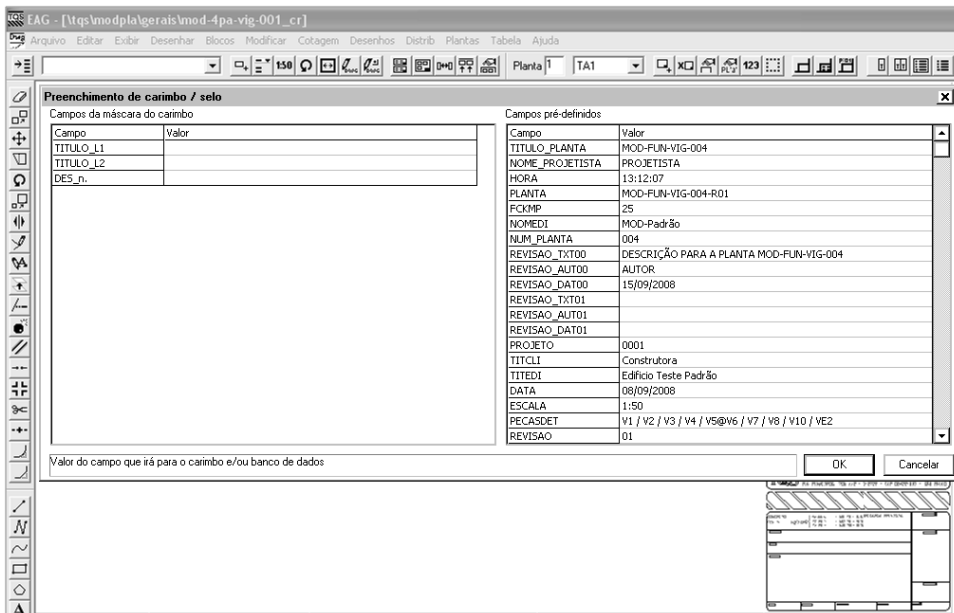 EAG - [\tqs\modpla\gerais\mod-4pa-vig-001_cr]
Arquivo Editar Exibir Desenhar Blocos Modificar Cotagem Desenhos Distrib Plantas Tabela Ajuda
1:50 Planta 1 TA1 123
Preenchimento de carimbo / selo
Campos da máscara do carimbo
Campo Valor
TITULO_L1
TITULO_L2
DES_n.
Campos pré-definidos
Campo Valor
TITULO_PLANTA MOD-FUN-VIG-004
NOME_PROJETISTA PROJETISTA
HORA 13:12:07
PLANTA MOD-FUN-VIG-004-R01
FCKMP 25
NOMEDI MOD-Padrão
NUM_PLANTA 004
REVISAO_TXT00 DESCRIÇÃO PARA A PLANTA MOD-FUN-VIG-004
REVISAO_AUT00 AUTOR
REVISAO_DAT00 15/09/2008
REVISAO_TXT01
REVISAO_AUT01
REVISAO_DAT01
PROJETO 0001
TITCLI Construtora
TITEDI Edificio Teste Padrão
DATA 08/09/2008
ESCALA 1:50
PECASDET V1 / V2 / V3 / V4 / V5@V6 / V7 / V8 / V10 / VE2
REVISAO 01
Valor do campo que irá para o carimbo e/ou banco de dados
OK Cancelar